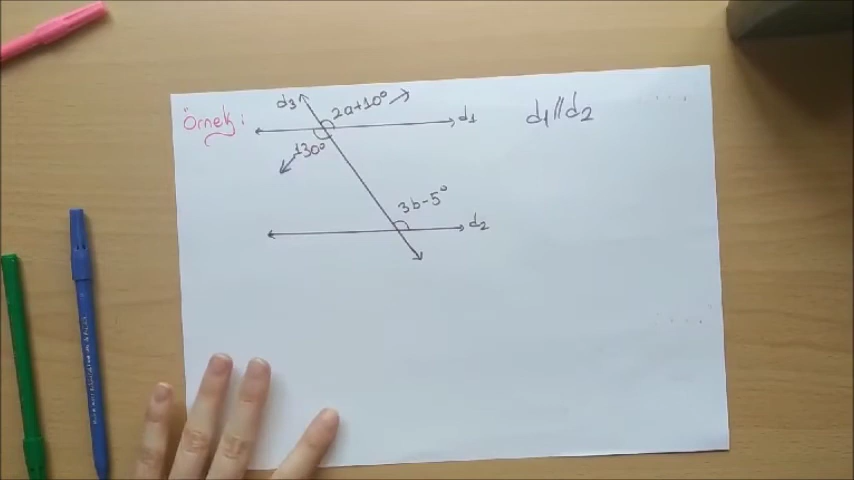 Örnek:
d3
2a+10°
d1
d1//d2
130°
3b-5°
d2